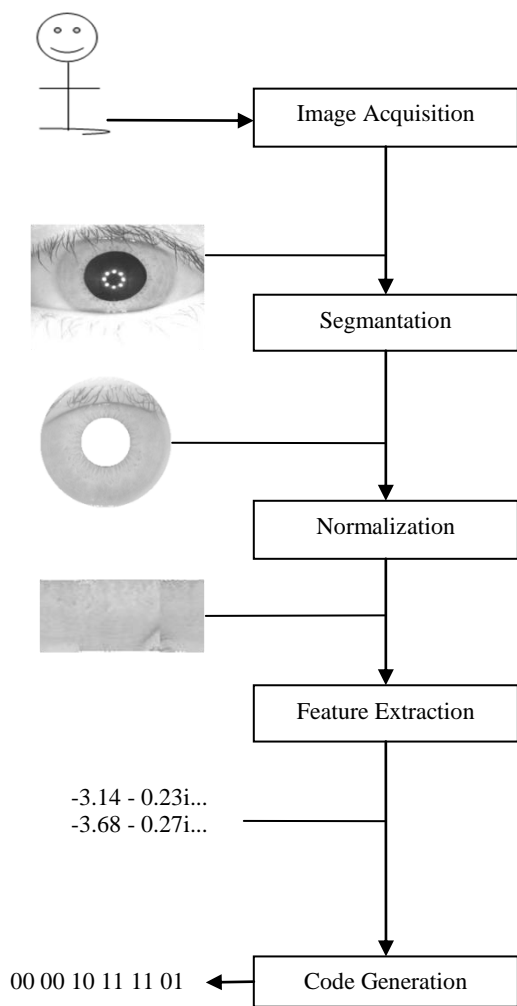 Image Acquisition
Segmantation
Normalization
Feature Extraction
-3.14 - 0.23i...
-3.68 - 0.27i...
00 00 10 11 11 01
Code Generation